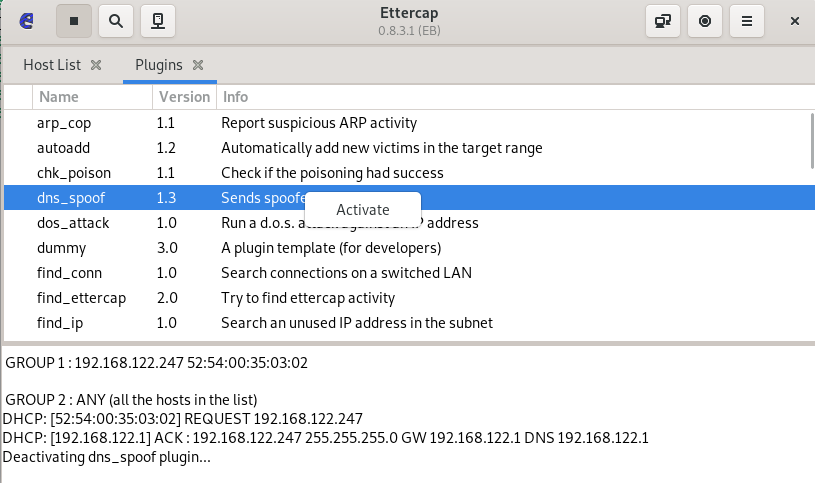 Ettercap
0.8.3.1 (EB)
Host List Plugins
Name Version Info
arp_cop 1.1 Report suspicious ARP activity
autoadd 1.2 Automatically add new victims in the target range
chk_poison 1.1 Check if the poisoning had success
dns_spoof 1.3 Sends spoofe
Activate
dos_attack 1.0 Run a d.o.s. attack against an IP address
dummy 3.0 A plugin template (for developers)
find_conn 1.0 Search connections on a switched LAN
find_ettercap 2.0 Try to find ettercap activity
find_ip 1.0 Search an unused IP address in the subnet
GROUP 1 : 192.168.122.247 52:54:00:35:03:02
GROUP 2 : ANY (all the hosts in the list)
DHCP: [52:54:00:35:03:02] REQUEST 192.168.122.247
DHCP: [192.168.122.1] ACK : 192.168.122.247 255.255.255.0 GW 192.168.122.1 DNS 192.168.122.1
Deactivating dns_spoof plugin...